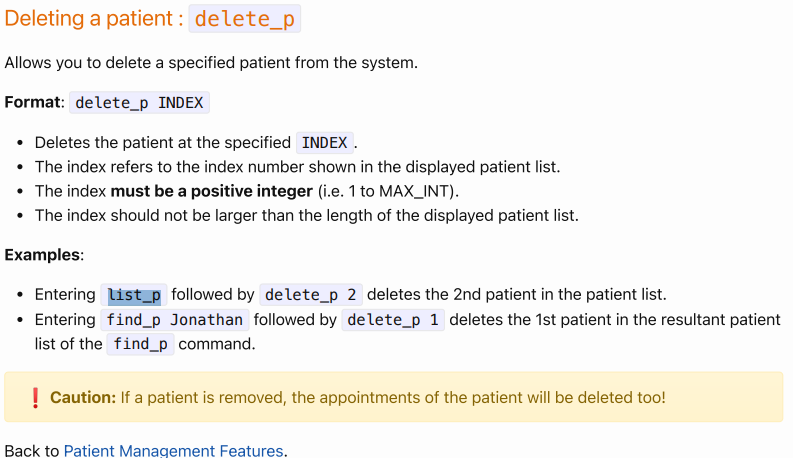 Deleting a patient : delete_p
Allows you to delete a specified patient from the system.
Format: delete_p INDEX
• Deletes the patient at the specified INDEX.
• The index refers to the index number shown in the displayed patient list.
• The index must be a positive integer (i.e. 1 to MAX_INT).
• The index should not be larger than the length of the displayed patient list.
Examples:
• Entering list_p followed by delete_p 2 deletes the 2nd patient in the patient list.
• Entering find_p Jonathan followed by delete_p 1 deletes the 1st patient in the resultant patient
list of the find_p command.
❗ Caution: If a patient is removed, the appointments of the patient will be deleted too!
Back to Patient Management Features.